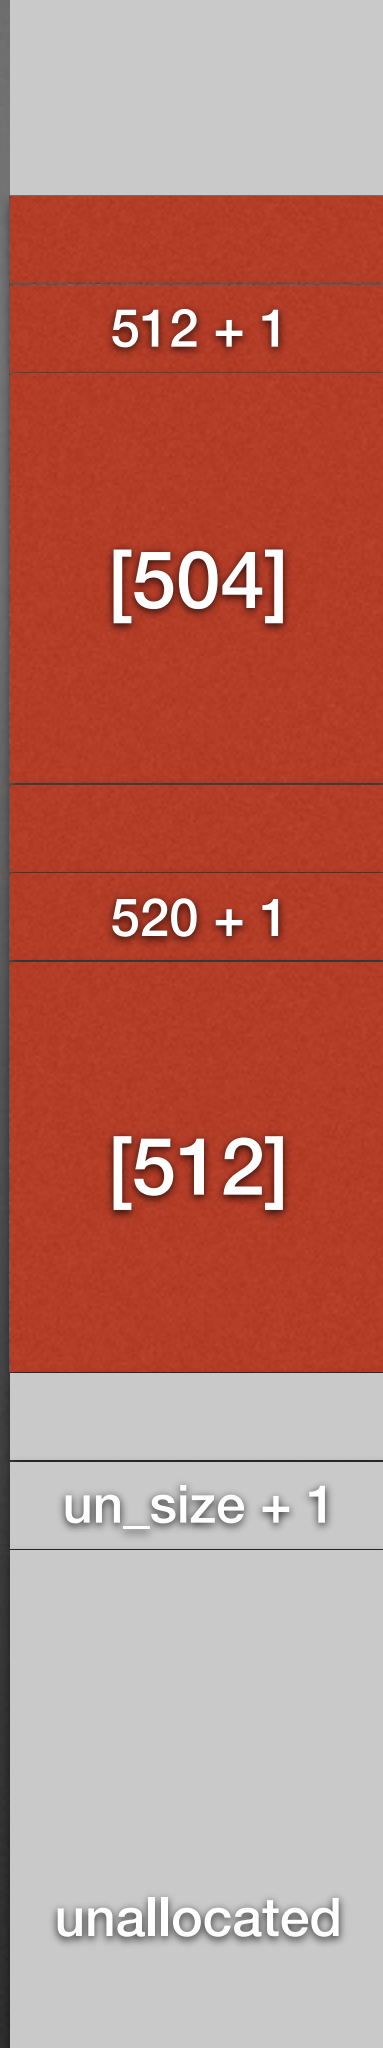 512 + 1
[504]
520 + 1
[512]
un_size + 1
unallocated